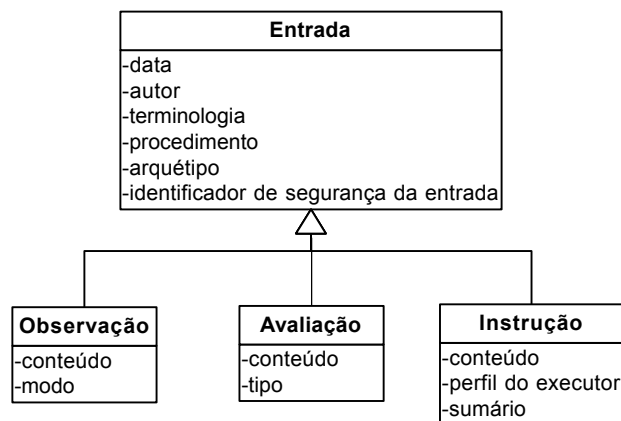 Entrada
-data
-autor
-terminologia
-procedimento
-arquétipo
-identificador de segurança da entrada
Observação
-conteúdo
-modo
Avaliação
-conteúdo
-tipo
Instrução
-conteúdo
-perfil do executor
-sumário